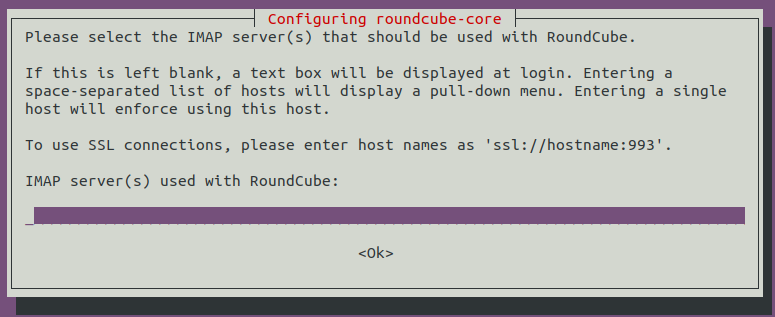 Configuring roundcube-core
Please select the IMAP server(s) that should be used with RoundCube.
If this is left blank, a text box will be displayed at login. Entering a
space-separated list of hosts will display a pull-down menu. Entering a single
host will enforce using this host.
To use SSL connections, please enter host names as 'ssl://hostname:993'.
IMAP server(s) used with RoundCube:
<Ok>